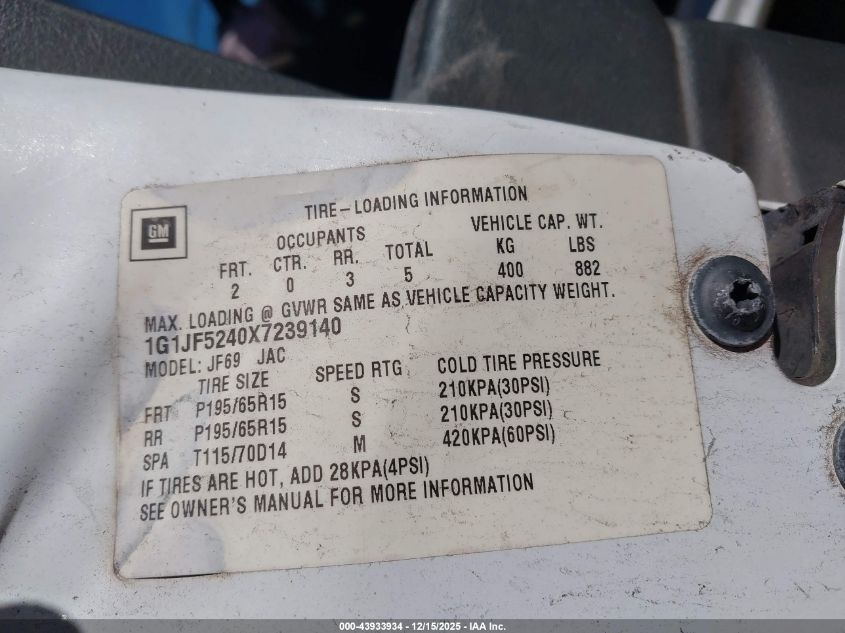 GM
TIRE-LOADING INFORMATION
OCCUPANTS VEHICLE CAP. WT.
FRT. CTR. RR. TOTAL KG LBS
2 0 3 5 400 882
MAX. LOADING @ GVWR SAME AS VEHICLE CAPACITY WEIGHT.
1G1JF5240X7239140
MODEL: JF69 JAC
TIRE SIZE SPEED RTG COLD TIRE PRESSURE
FRT P195/65R15 S 210KPA(30PSI)
RR P195/65R15 S 210KPA(30PSI)
SPA T115/70D14 M 420KPA(60PSI)
IF TIRES ARE HOT, ADD 28KPA(4PSI)
SEE OWNER'S MANUAL FOR MORE INFORMATION
000-43933934 - 12/15/2025 - IAA Inc.